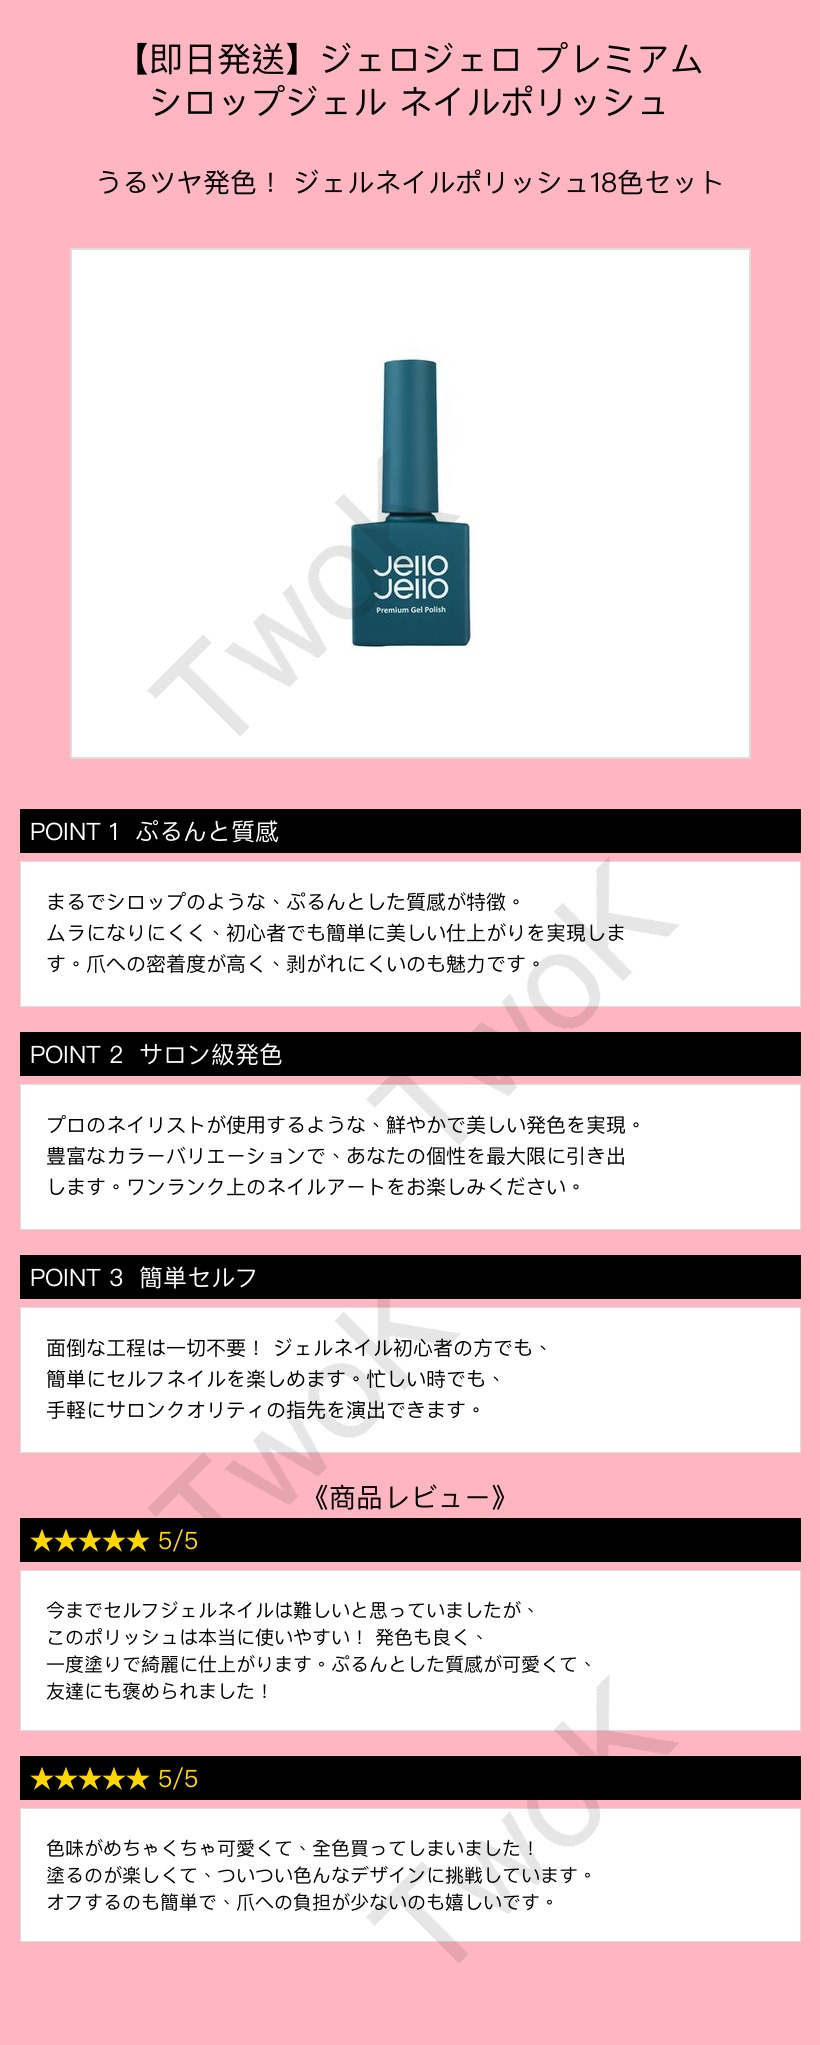 【即日発送】ジェロジェロ プレミアム
シロップジェル ネイルポリッシュ
うるツヤ発色！ ジェルネイルポリッシュ18色セット
Jello
Jello
Premium Gel Polish
TwoK
POINT 1 ぷるんと質感
まるでシロップのような、ぷるんとした質感が特徴。
ムラになりにくく、初心者でも簡単に美しい仕上がりを実現しま
す。爪への密着度が高く、剥がれにくいのも魅力です。
TwoK
POINT 2 サロン級発色
プロのネイリストが使用するような、鮮やかで美しい発色を実現。
豊富なカラーバリエーションで、あなたの個性を最大限に引き出
します。ワンランク上のネイルアートをお楽しみください。
POINT 3 簡単セルフ
面倒な工程は一切不要！ ジェルネイル初心者の方でも、
簡単にセルフネイルを楽しめます。忙しい時でも、
手軽にサロンクオリティの指先を演出できます。
TwoK
《商品レビュー》
★★★★★ 5/5
今までセルフジェルネイルは難しいと思っていましたが、
このポリッシュは本当に使いやすい！ 発色も良く、
一度塗りで綺麗に仕上がります。ぷるんとした質感が可愛くて、
友達にも褒められました！
★★★★★ 5/5
色味がめちゃくちゃ可愛くて、全色買ってしまいました！
塗るのが楽しくて、ついつい色んなデザインに挑戦しています。
オフするのも簡単で、爪への負担が少ないのも嬉しいです。
TwoK